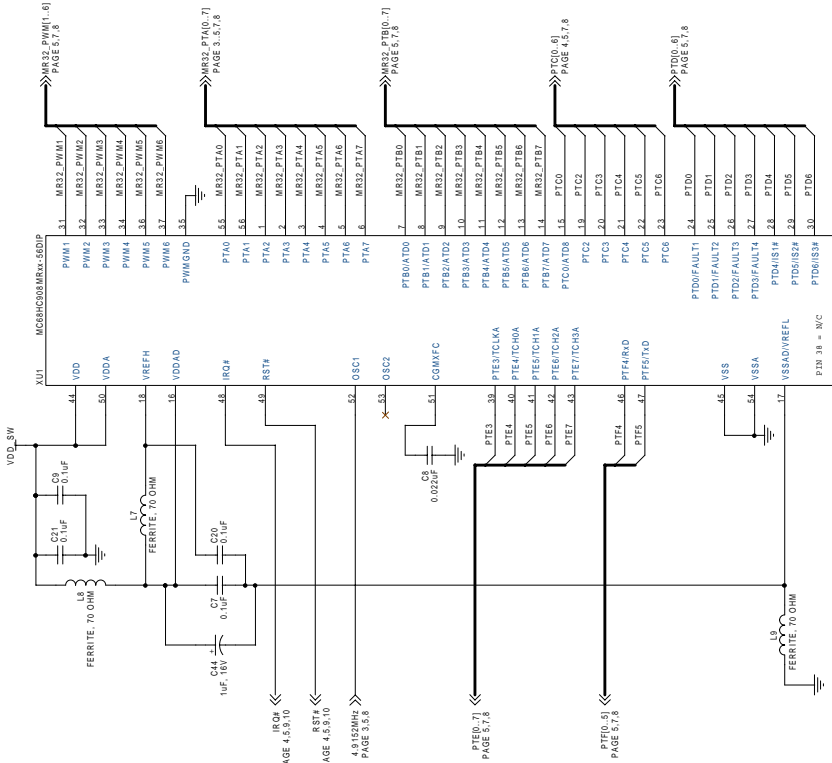 MR32_PWM[1..6]
PAGE 5,7,8
MR32_PTA[0..7]
PAGE 3..5,7,8
MR32_PTB[0..7]
PAGE 5,7,8
PTC[0..6]
PAGE 4,5,7,8
PTD[0..6]
PAGE 5,7,8
MR32_PWM1
MR32_PWM2
MR32_PWM3
MR32_PWM4
MR32_PWM5
MR32_PWM6
MR32_PTA0
MR32_PTA1
MR32_PTA2
MR32_PTA3
MR32_PTA4
MR32_PTA5
MR32_PTA6
MR32_PTA7
MR32_PTB0
MR32_PTB1
MR32_PTB2
MR32_PTB3
MR32_PTB4
MR32_PTB5
MR32_PTB6
MR32_PTB7
PTC0
PTC2
PTC3
PTC4
PTC5
PTC6
PTD0
PTD1
PTD2
PTD3
PTD4
PTD5
PTD6
31
32
33
34
36
37
35
55
56
1
2
3
4
5
6
7
8
9
10
11
12
13
14
15
19
20
21
22
23
24
25
26
27
28
29
30
MC68HC908MRxx-56DIP
PWM1
PWM2
PWM3
PWM4
PWM5
PWM6
PWMGND
PTA0
PTA1
PTA2
PTA3
PTA4
PTA5
PTA6
PTA7
PTB0/ATD0
PTB1/ATD1
PTB2/ATD2
PTB3/ATD3
PTB4/ATD4
PTB5/ATD5
PTB6/ATD6
PTB7/ATD7
PTC0/ATD8
PTC2
PTC3
PTC4
PTC5
PTC6
PTD0/FAULT1
PTD1/FAULT2
PTD2/FAULT3
PTD3/FAULT4
PTD4/IS1#
PTD5/IS2#
PTD6/IS3#
XU1
VDD
VDDA
VREFH
VDDAD
IRQ#
RST#
OSC1
OSC2
CGMXFC
PTE3/TCLKA
PTE4/TCH0A
PTE5/TCH1A
PTE6/TCH2A
PTE7/TCH3A
PTF4/RxD
PTF5/TxD
VSS
VSSA
VSSAD/VREFL
PIN 38 = N/C
44
50
18
16
48
49
52
53
51
39
40
41
42
43
46
47
45
54
17
VDD_SW
C9
0.1uF
C21
0.1uF
L7
FERRITE, 70 OHM
L8
FERRITE, 70 OHM
C20
0.1uF
C7
0.1uF
C44
1uF, 16V
+
C8
0.022uF
PTE3
PTE4
PTE5
PTE6
PTE7
PTF4
PTF5
L9
FERRITE, 70 OHM
IRQ#
AGE 4,5,9,10
RST#
AGE 4,5,9,10
4.9152MHz
PAGE 3,5,8
PTE[0..7]
PAGE 5,7,8
PTF[0..5]
PAGE 5,7,8